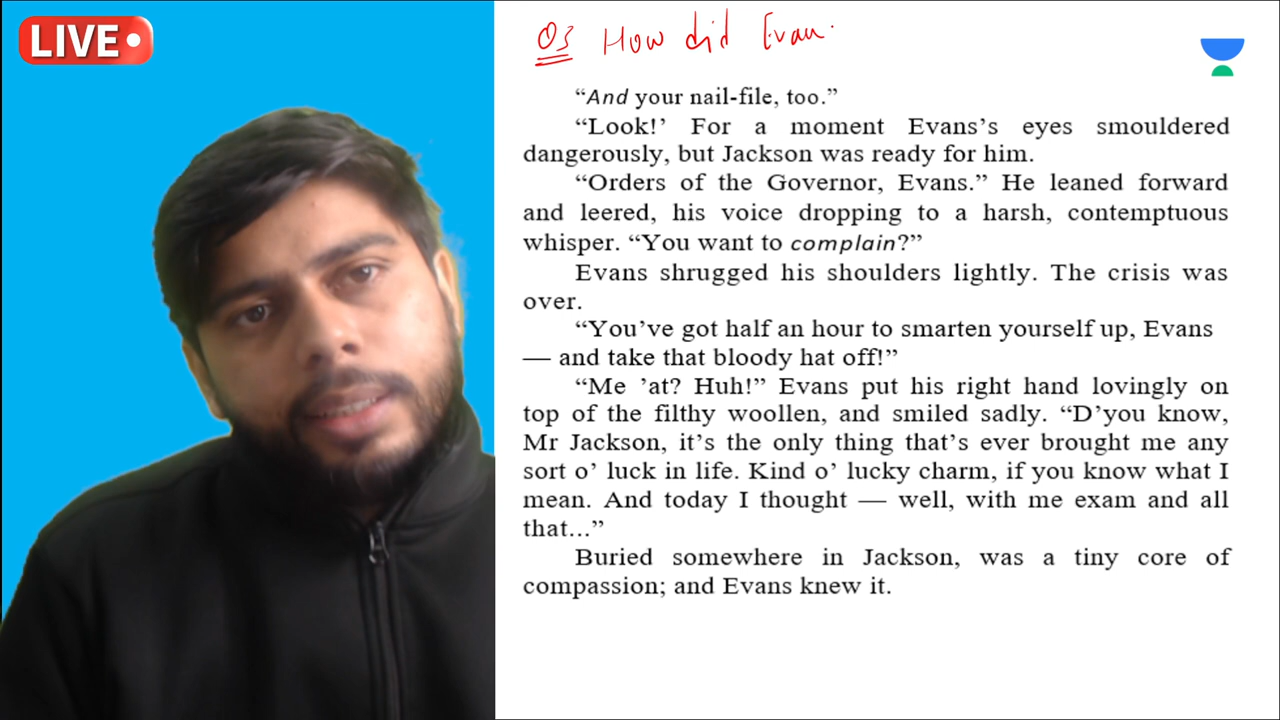 LIVE
Q3 How did Evan
“And your nail-file, too.”
“Look!’ For a moment Evans’s eyes smouldered
dangerously, but Jackson was ready for him.
“Orders of the Governor, Evans.” He leaned forward
and leered, his voice dropping to a harsh, contemptuous
whisper. “You want to complain?”
Evans shrugged his shoulders lightly. The crisis was
over.
“You’ve got half an hour to smarten yourself up, Evans
— and take that bloody hat off!”
“Me ’at? Huh!” Evans put his right hand lovingly on
top of the filthy woollen, and smiled sadly. “D’you know,
Mr Jackson, it’s the only thing that’s ever brought me any
sort o’ luck in life. Kind o’ lucky charm, if you know what I
mean. And today I thought — well, with me exam and all
that...”
Buried somewhere in Jackson, was a tiny core of
compassion; and Evans knew it.